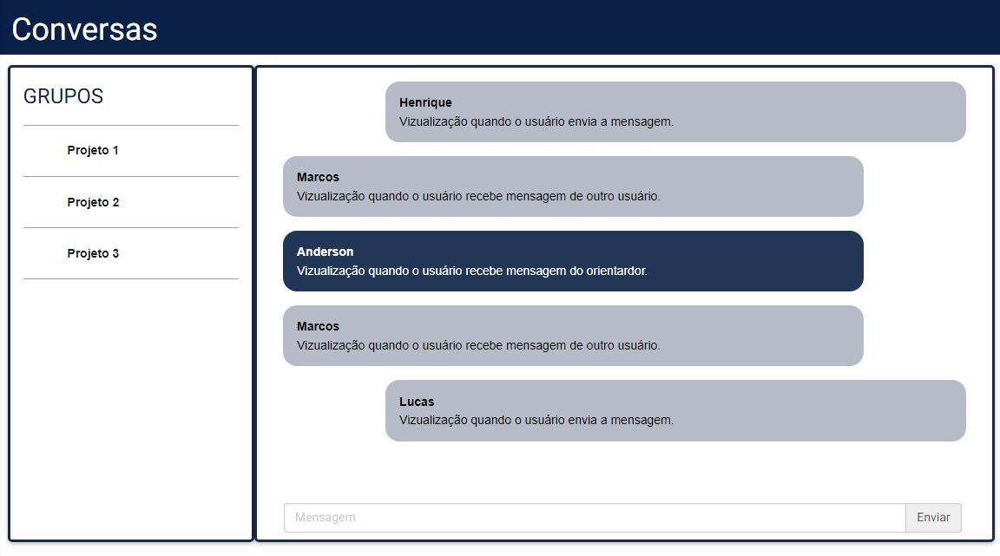 Conversas
GRUPOS
Projeto 1
Projeto 2
Projeto 3
Henrique
Vizualização quando o usuário envia a mensagem.
Marcos
Vizualização quando o usuário recebe mensagem de outro usuário.
Anderson
Vizualização quando o usuário recebe mensagem do orientardor.
Marcos
Vizualização quando o usuário recebe mensagem de outro usuário.
Lucas
Vizualização quando o usuário envia a mensagem.
Mensagem
Enviar